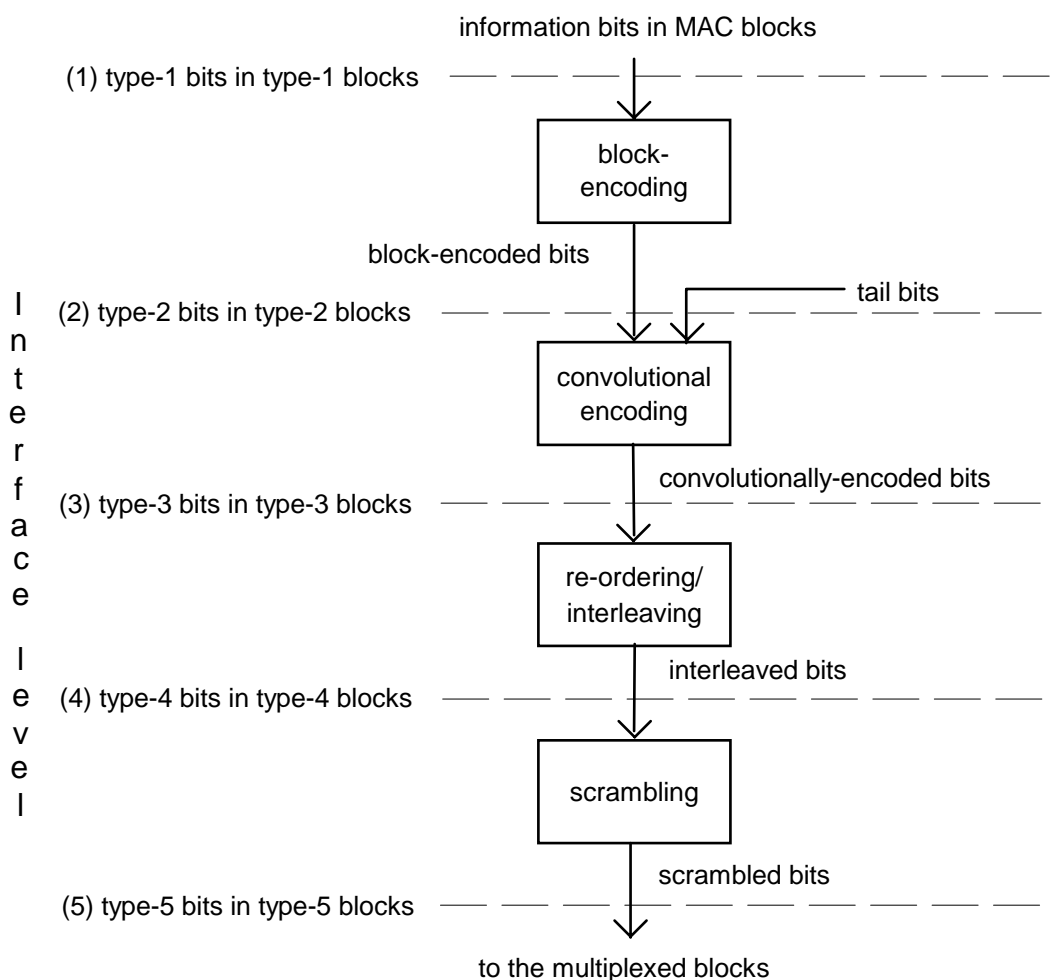 information bits in MAC blocks
(1) type-1 bits in type-1 blocks
block-
encoding
block-encoded bits
tail bits
(2) type-2 bits in type-2 blocks
convolutional
encoding
convolutionally-encoded bits
(3) type-3 bits in type-3 blocks
re-ordering/
interleaving
interleaved bits
(4) type-4 bits in type-4 blocks
scrambling
scrambled bits
(5) type-5 bits in type-5 blocks
to the multiplexed blocks
Interface level